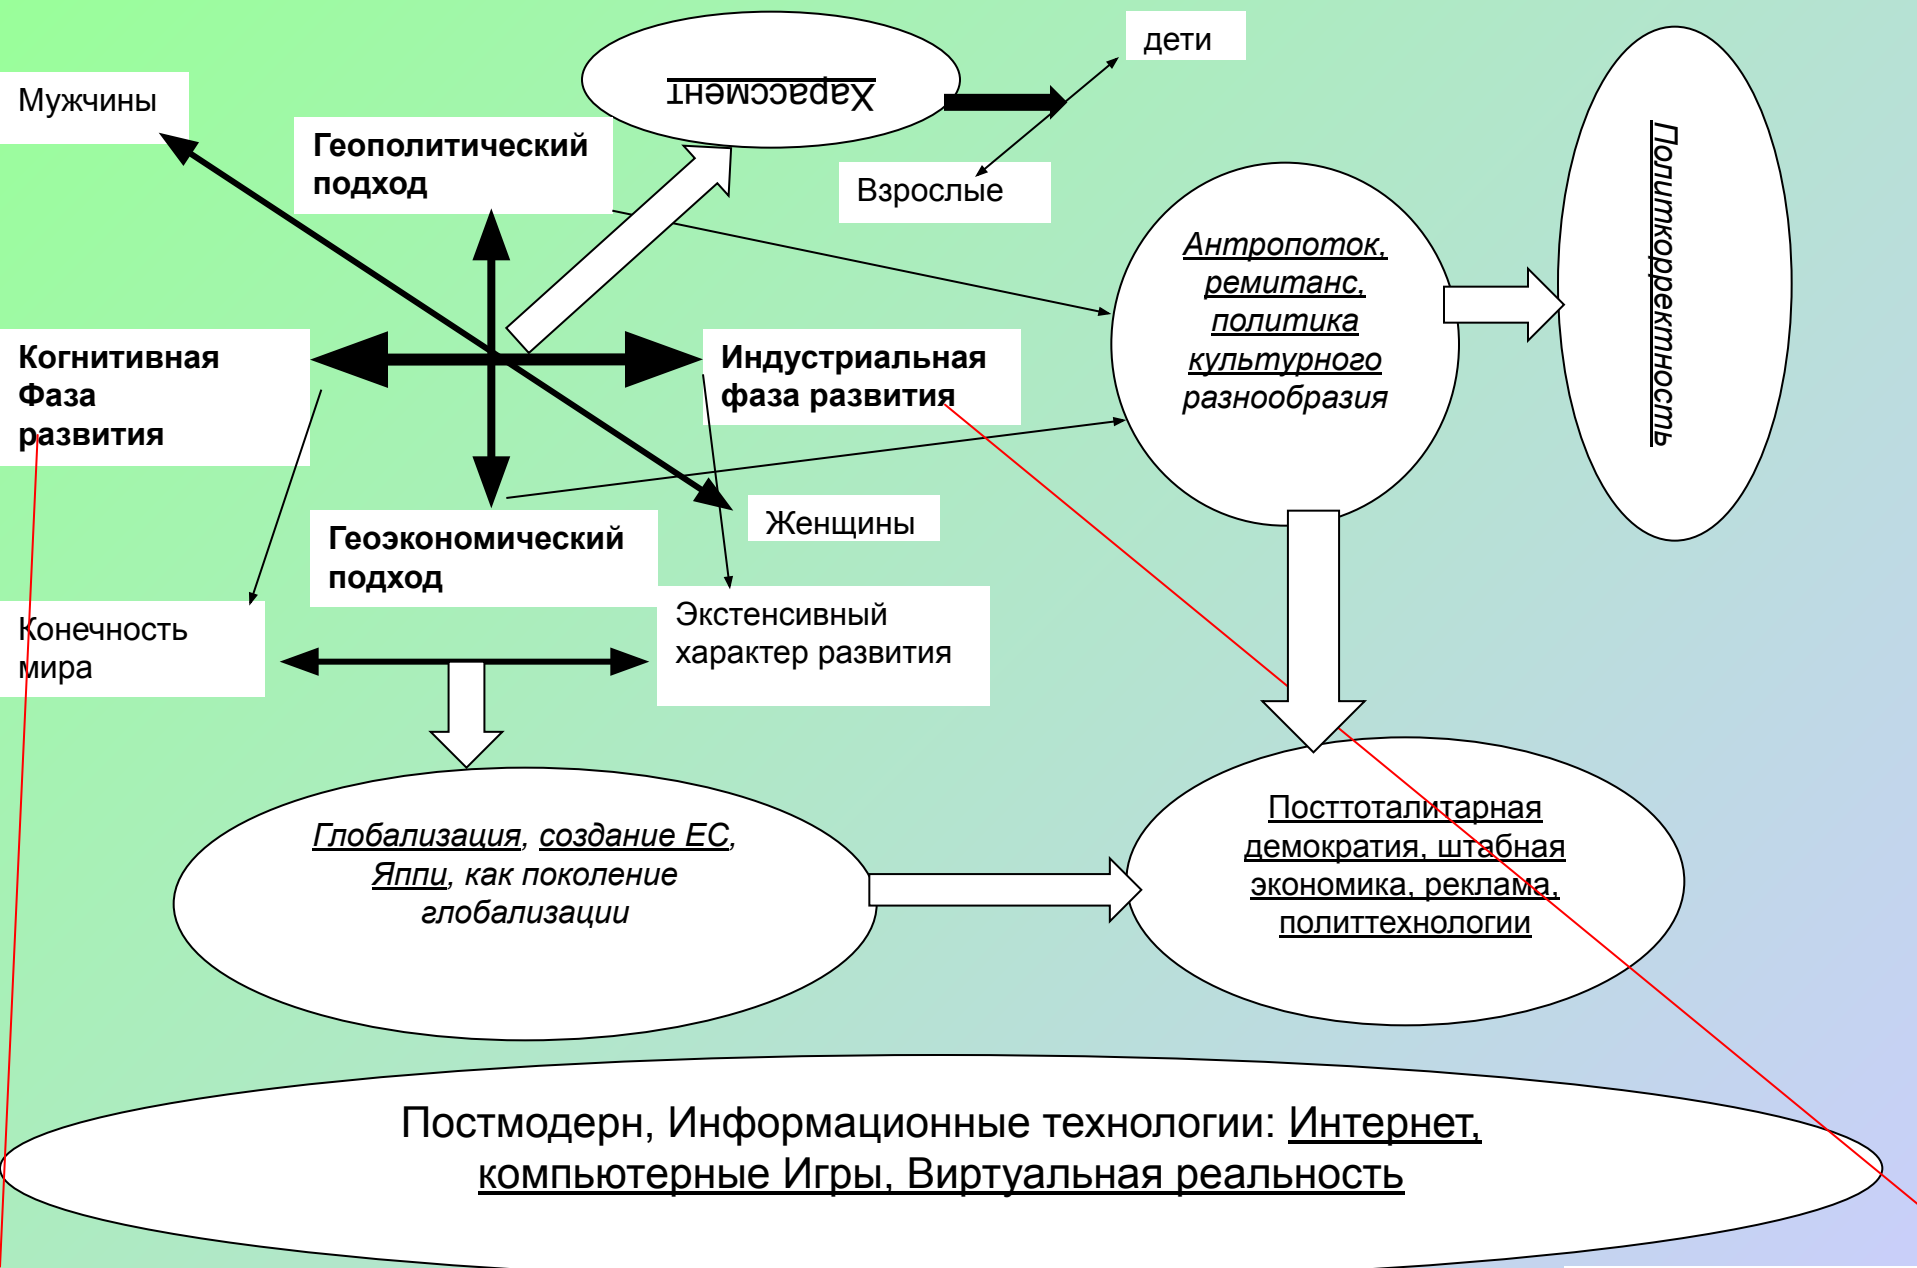 дети
Харассмент
Мужчины
Геополитический
подход
Взрослые
Политкорректность
Антропоток,
ремитанс,
политика
культурного
разнообразия
Когнитивная
Фаза
развития
Индустриальная
фаза развития
Женщины
Геоэкономический
подход
Конечность
мира
Экстенсивный
характер развития
Глобализация, создание ЕС,
Яппи, как поколение
глобализации
Посттоталитарная
демократия, штабная
экономика, реклама,
политтехнологии
Постмодерн, Информационные технологии: Интернет,
компьютерные Игры, Виртуальная реальность